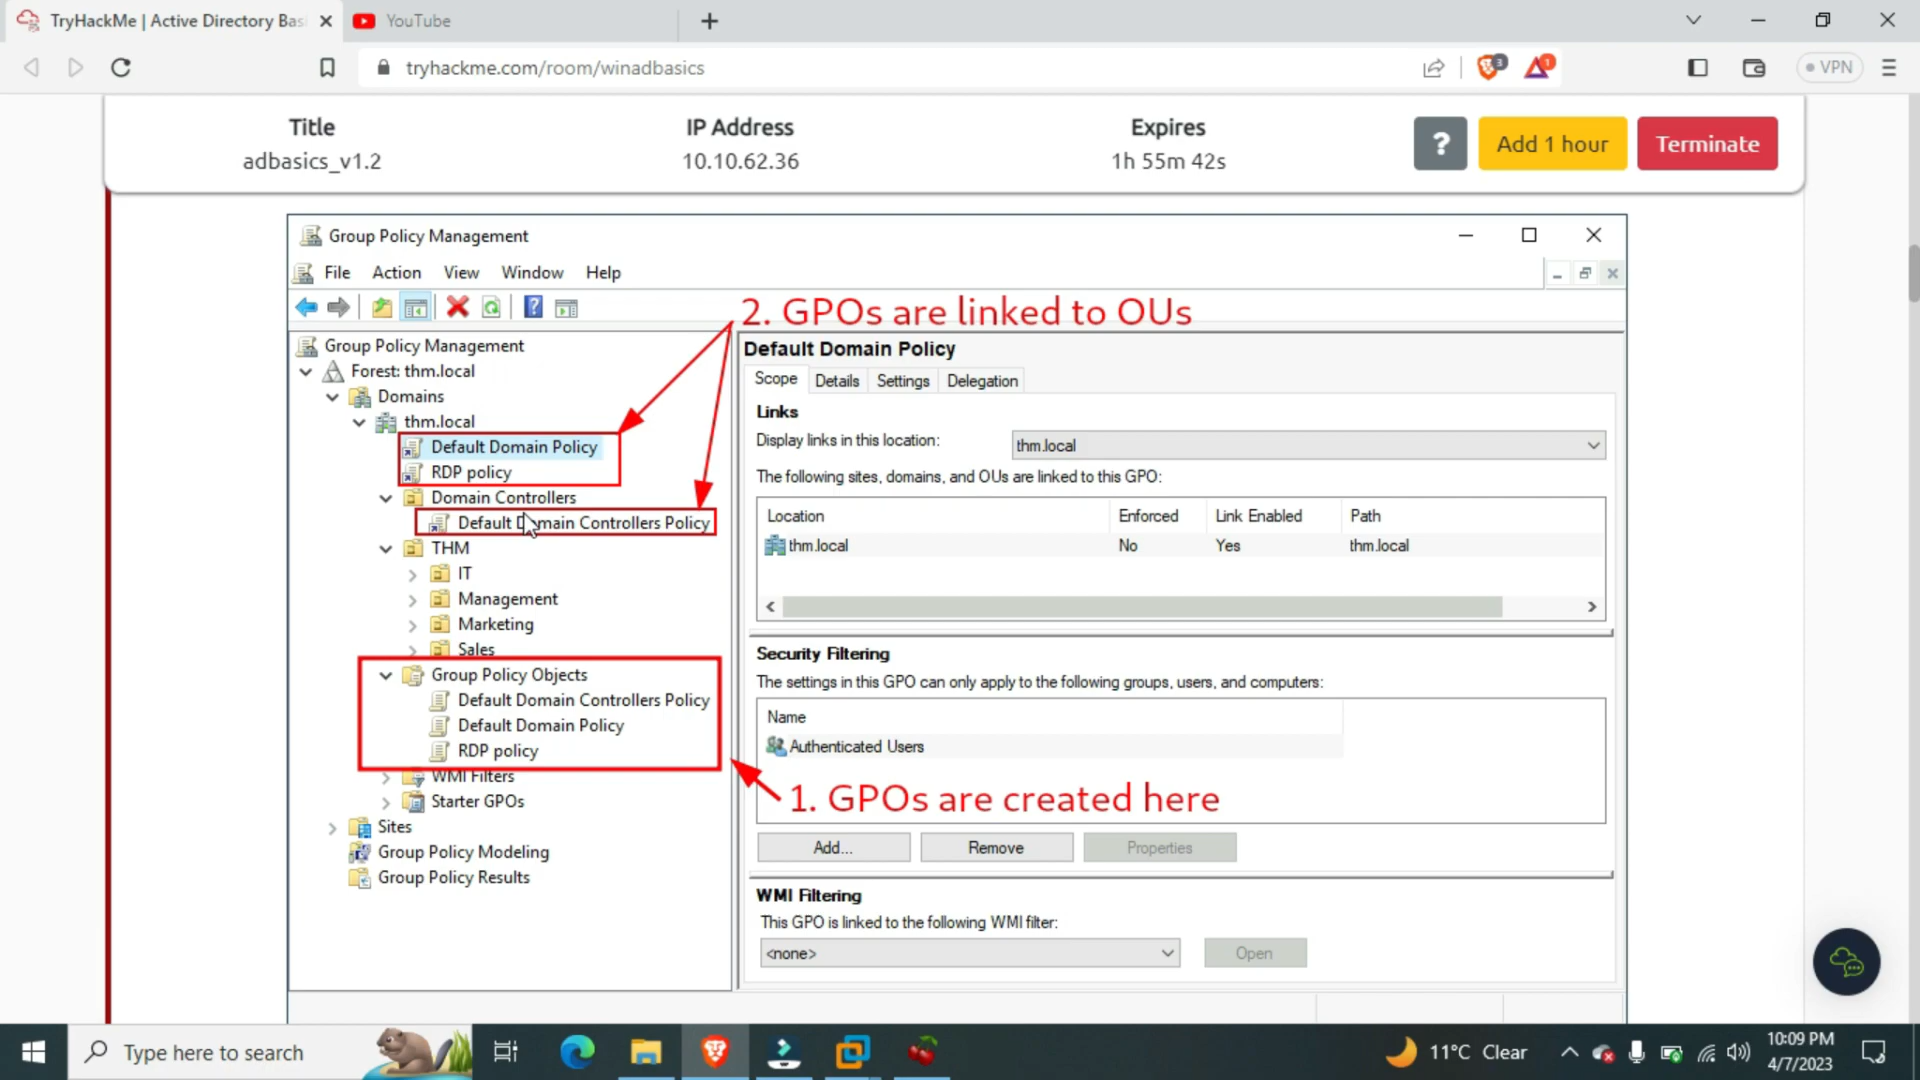 TryHackMe | Active Directory Bas
YouTube
tryhackme.com/room/winadbasics
3
1
VPN
Title
IP Address
Expires
adbasics_v1.2
10.10.62.36
1h 55m 42s
?
Add 1 hour
Terminate
Group Policy Management
File
Action
View
Window
Help
2. GPOs are linked to OUs
Group Policy Management
Forest: thm.local
Domains
thm.local
Default Domain Policy
RDP policy
Domain Controllers
Default Domain Controllers Policy
THM
IT
Management
Marketing
Sales
Group Policy Objects
Default Domain Controllers Policy
Default Domain Policy
RDP policy
WMI Filters
Starter GPOs
Sites
Group Policy Modeling
Group Policy Results
Default Domain Policy
Scope
Details
Settings
Delegation
Links
Display links in this location:
thm.local
The following sites, domains, and OUs are linked to this GPO:
Location
Enforced
Link Enabled
Path
thm.local
No
Yes
thm.local
Security Filtering
The settings in this GPO can only apply to the following groups, users, and computers:
Name
Authenticated Users
1. GPOs are created here
Add...
Remove
Properties
WMI Filtering
This GPO is linked to the following WMI filter:
<none>
Open
Type here to search
11°C Clear
10:09 PM
4/7/2023